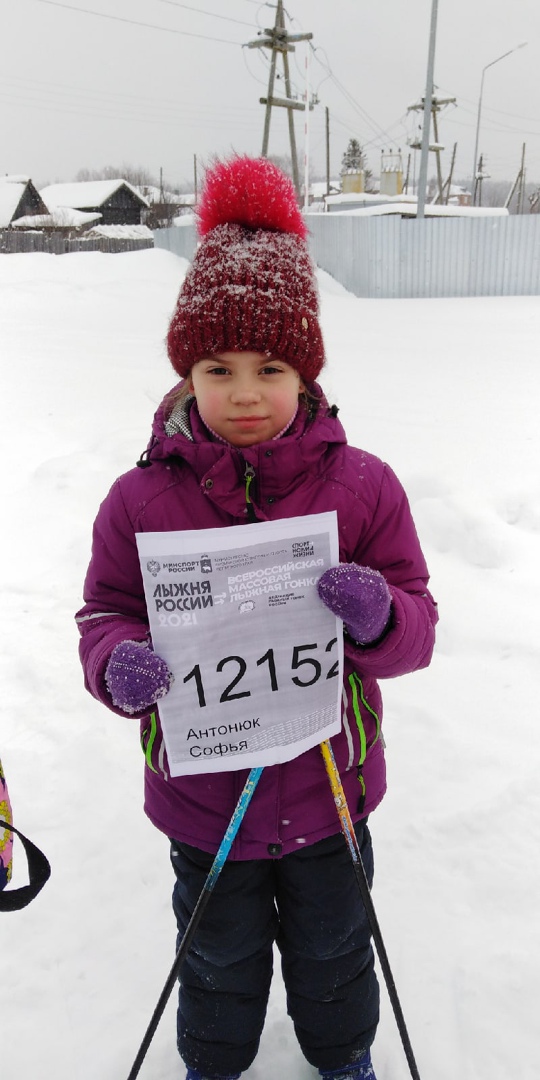 МИНСПОРТ
РОССИИ
СПОРТ
НОРМА
ЖИЗНИ
ЛЫЖНЯ
РОССИИ
2021
ВСЕРОССИЙСКАЯ
МАССОВАЯ
ЛЫЖНАЯ ГОНКА
12152
Антонюк
Софья